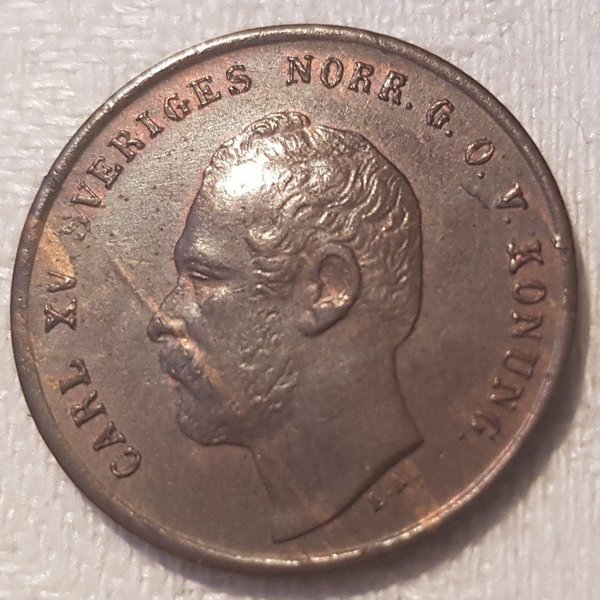 CARL XV SVERIGES NORR. G. O. V. KONUNG.